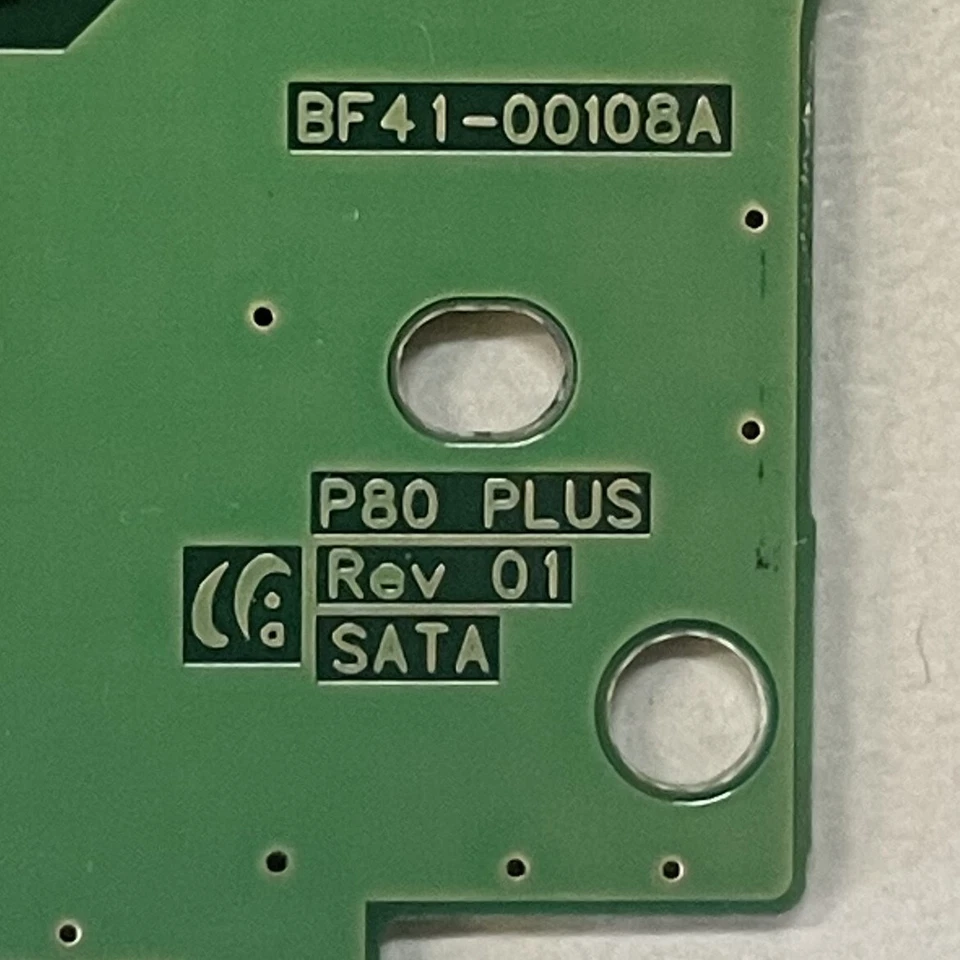 BF41-00108A
P80 PLUS
Rev 01
SATA